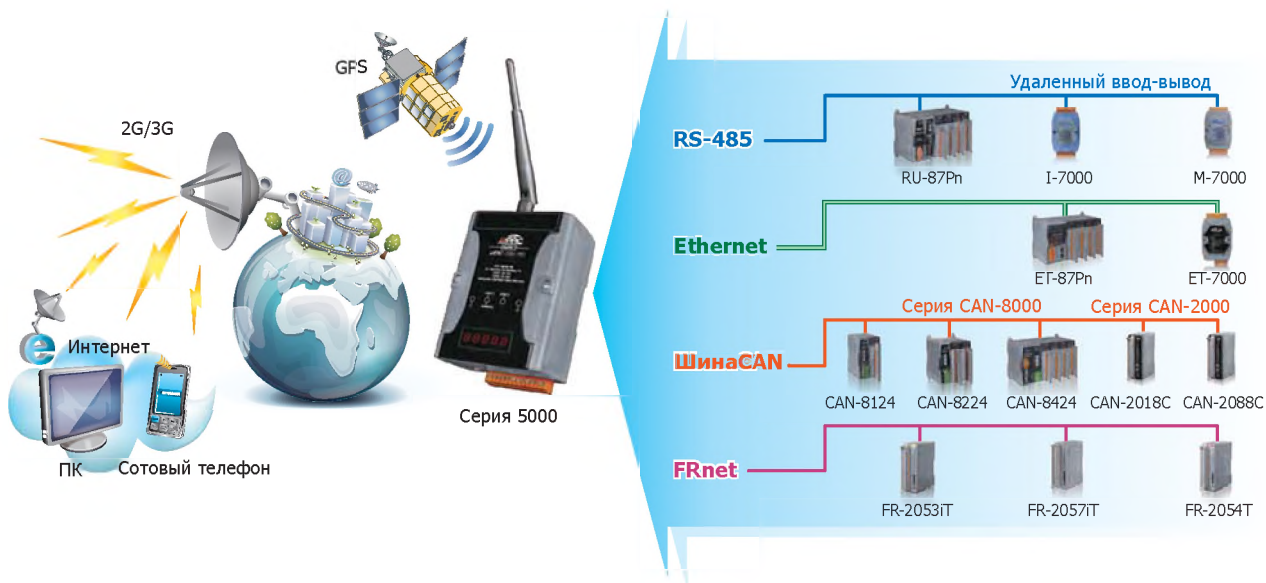 GPS
2G/3G
Интернет
ПК
Сотовый телефон
Серия 5000
Удаленный ввод-вывод
RS-485
RU-87Pn
I-7000
M-7000
Ethernet
ET-87Pn
ET-7000
Серия CAN-8000
Серия CAN-2000
ШинаCAN
CAN-8124
CAN-8224
CAN-8424
CAN-2018C
CAN-2088C
FRnet
FR-2053iT
FR-2057iT
FR-2054T